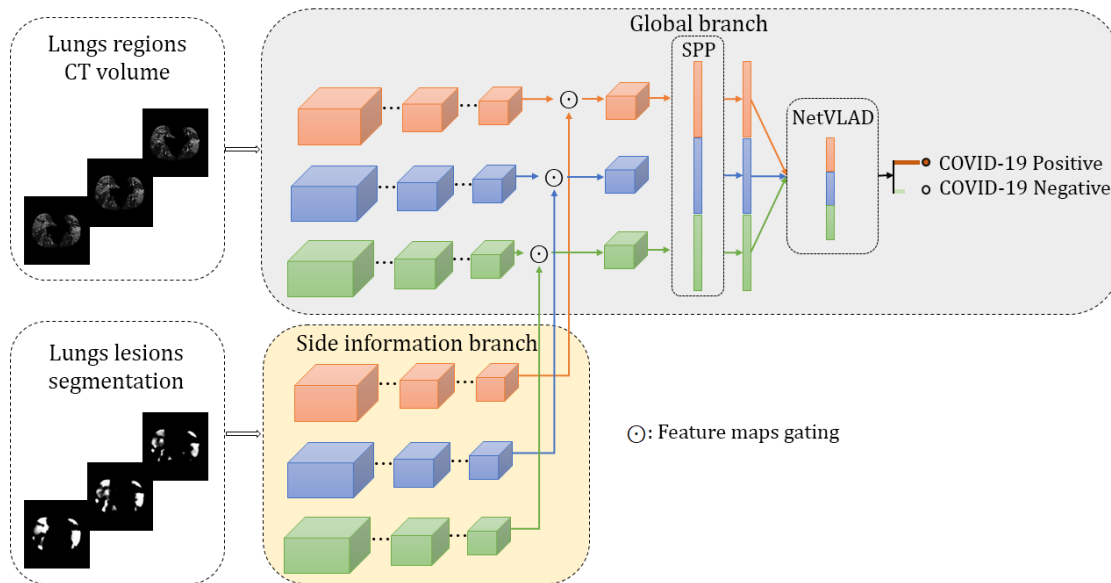 Lungs regions
CT volume
Global branch
SPP
NetVLAD
COVID-19 Positive
COVID-19 Negative
Lungs lesions
segmentation
Side information branch
⊙: Feature maps gating